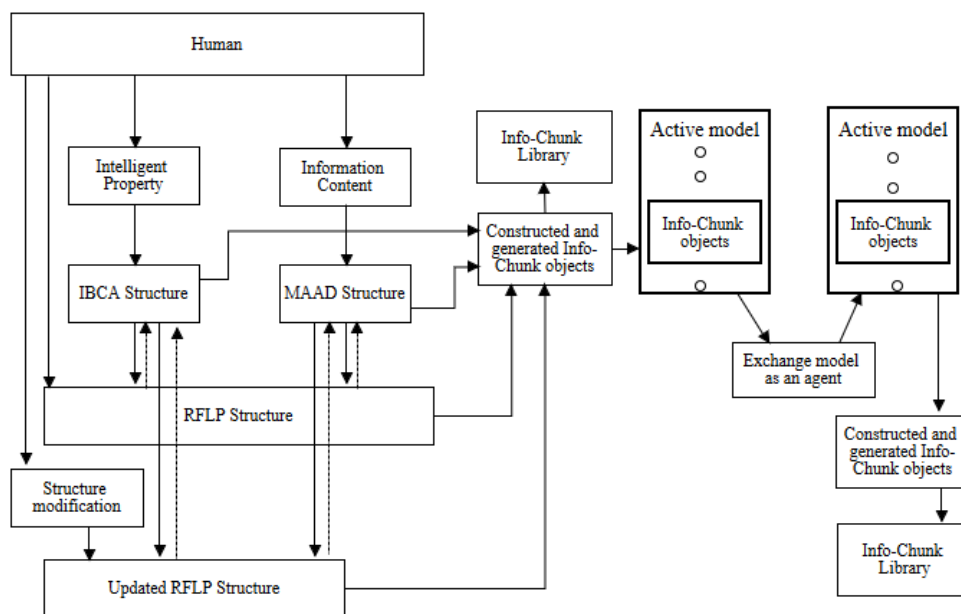 Human
Intelligent
Property
Information
Content
Info-Chunk
Library
Active model
Active model
Info-Chunk
objects
Info-Chunk
objects
IBCA Structure
MAAD Structure
Constructed and
generated Info-
Chunk objects
Exchange model
as an agent
RFLP Structure
Constructed and
generated Info-
Chunk objects
Structure
modification
Info-Chunk
Library
Updated RFLP Structure